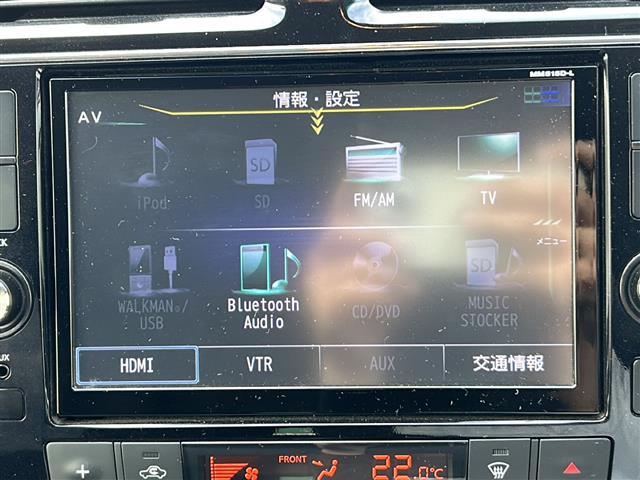 MM516D-L
情報・設定
AV
iPod
SD
SD
FM/AM
TV
メニュー
WALKMAN®/
USB
Bluetooth
Audio
CD/DVD
SD
MUSIC
STOCKER
HDMI
VTR
AUX
交通情報
FRONT
22.0°C